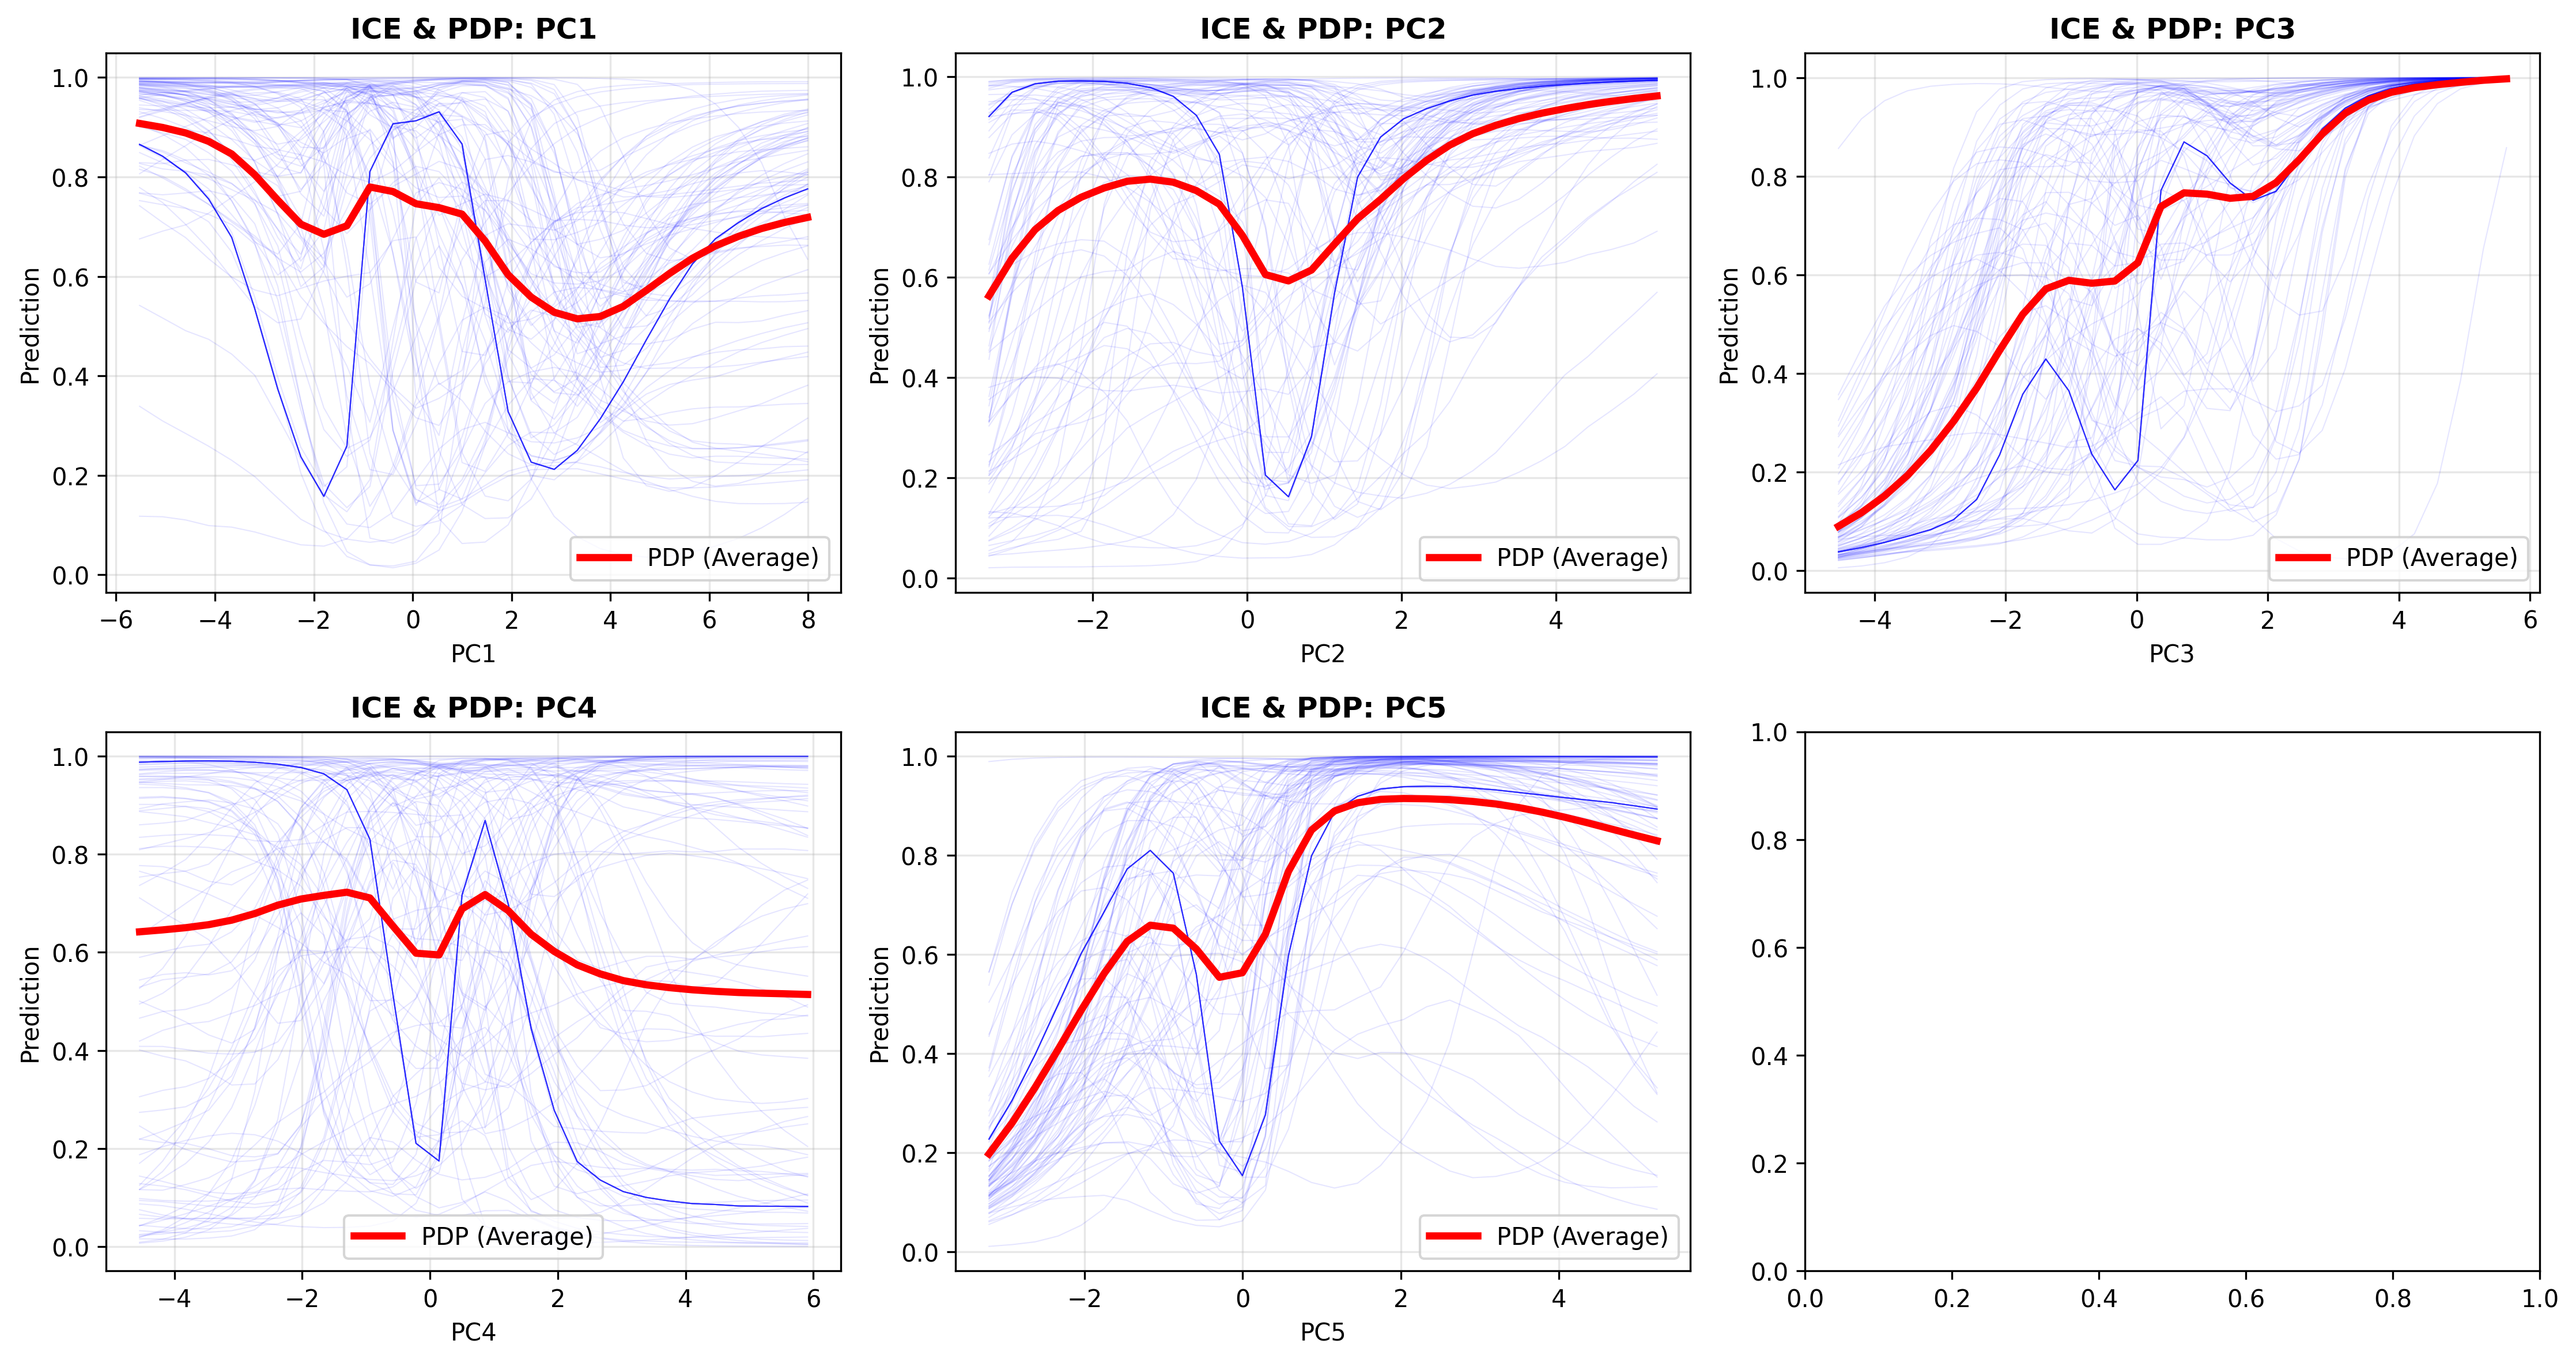 ICE & PDP: PC1
Prediction
1.0
0.8
0.6
0.4
0.2
0.0
PDP (Average)
−6 −4 −2 0 2 4 6 8
PC1
ICE & PDP: PC2
Prediction
1.0
0.8
0.6
0.4
0.2
0.0
PDP (Average)
−2 0 2 4
PC2
ICE & PDP: PC3
Prediction
1.0
0.8
0.6
0.4
0.2
0.0
PDP (Average)
−4 −2 0 2 4 6
PC3
ICE & PDP: PC4
Prediction
1.0
0.8
0.6
0.4
0.2
0.0
PDP (Average)
−4 −2 0 2 4 6
PC4
ICE & PDP: PC5
Prediction
1.0
0.8
0.6
0.4
0.2
0.0
PDP (Average)
−2 0 2 4
PC5
1.0
0.8
0.6
0.4
0.2
0.0
0.0 0.2 0.4 0.6 0.8 1.0